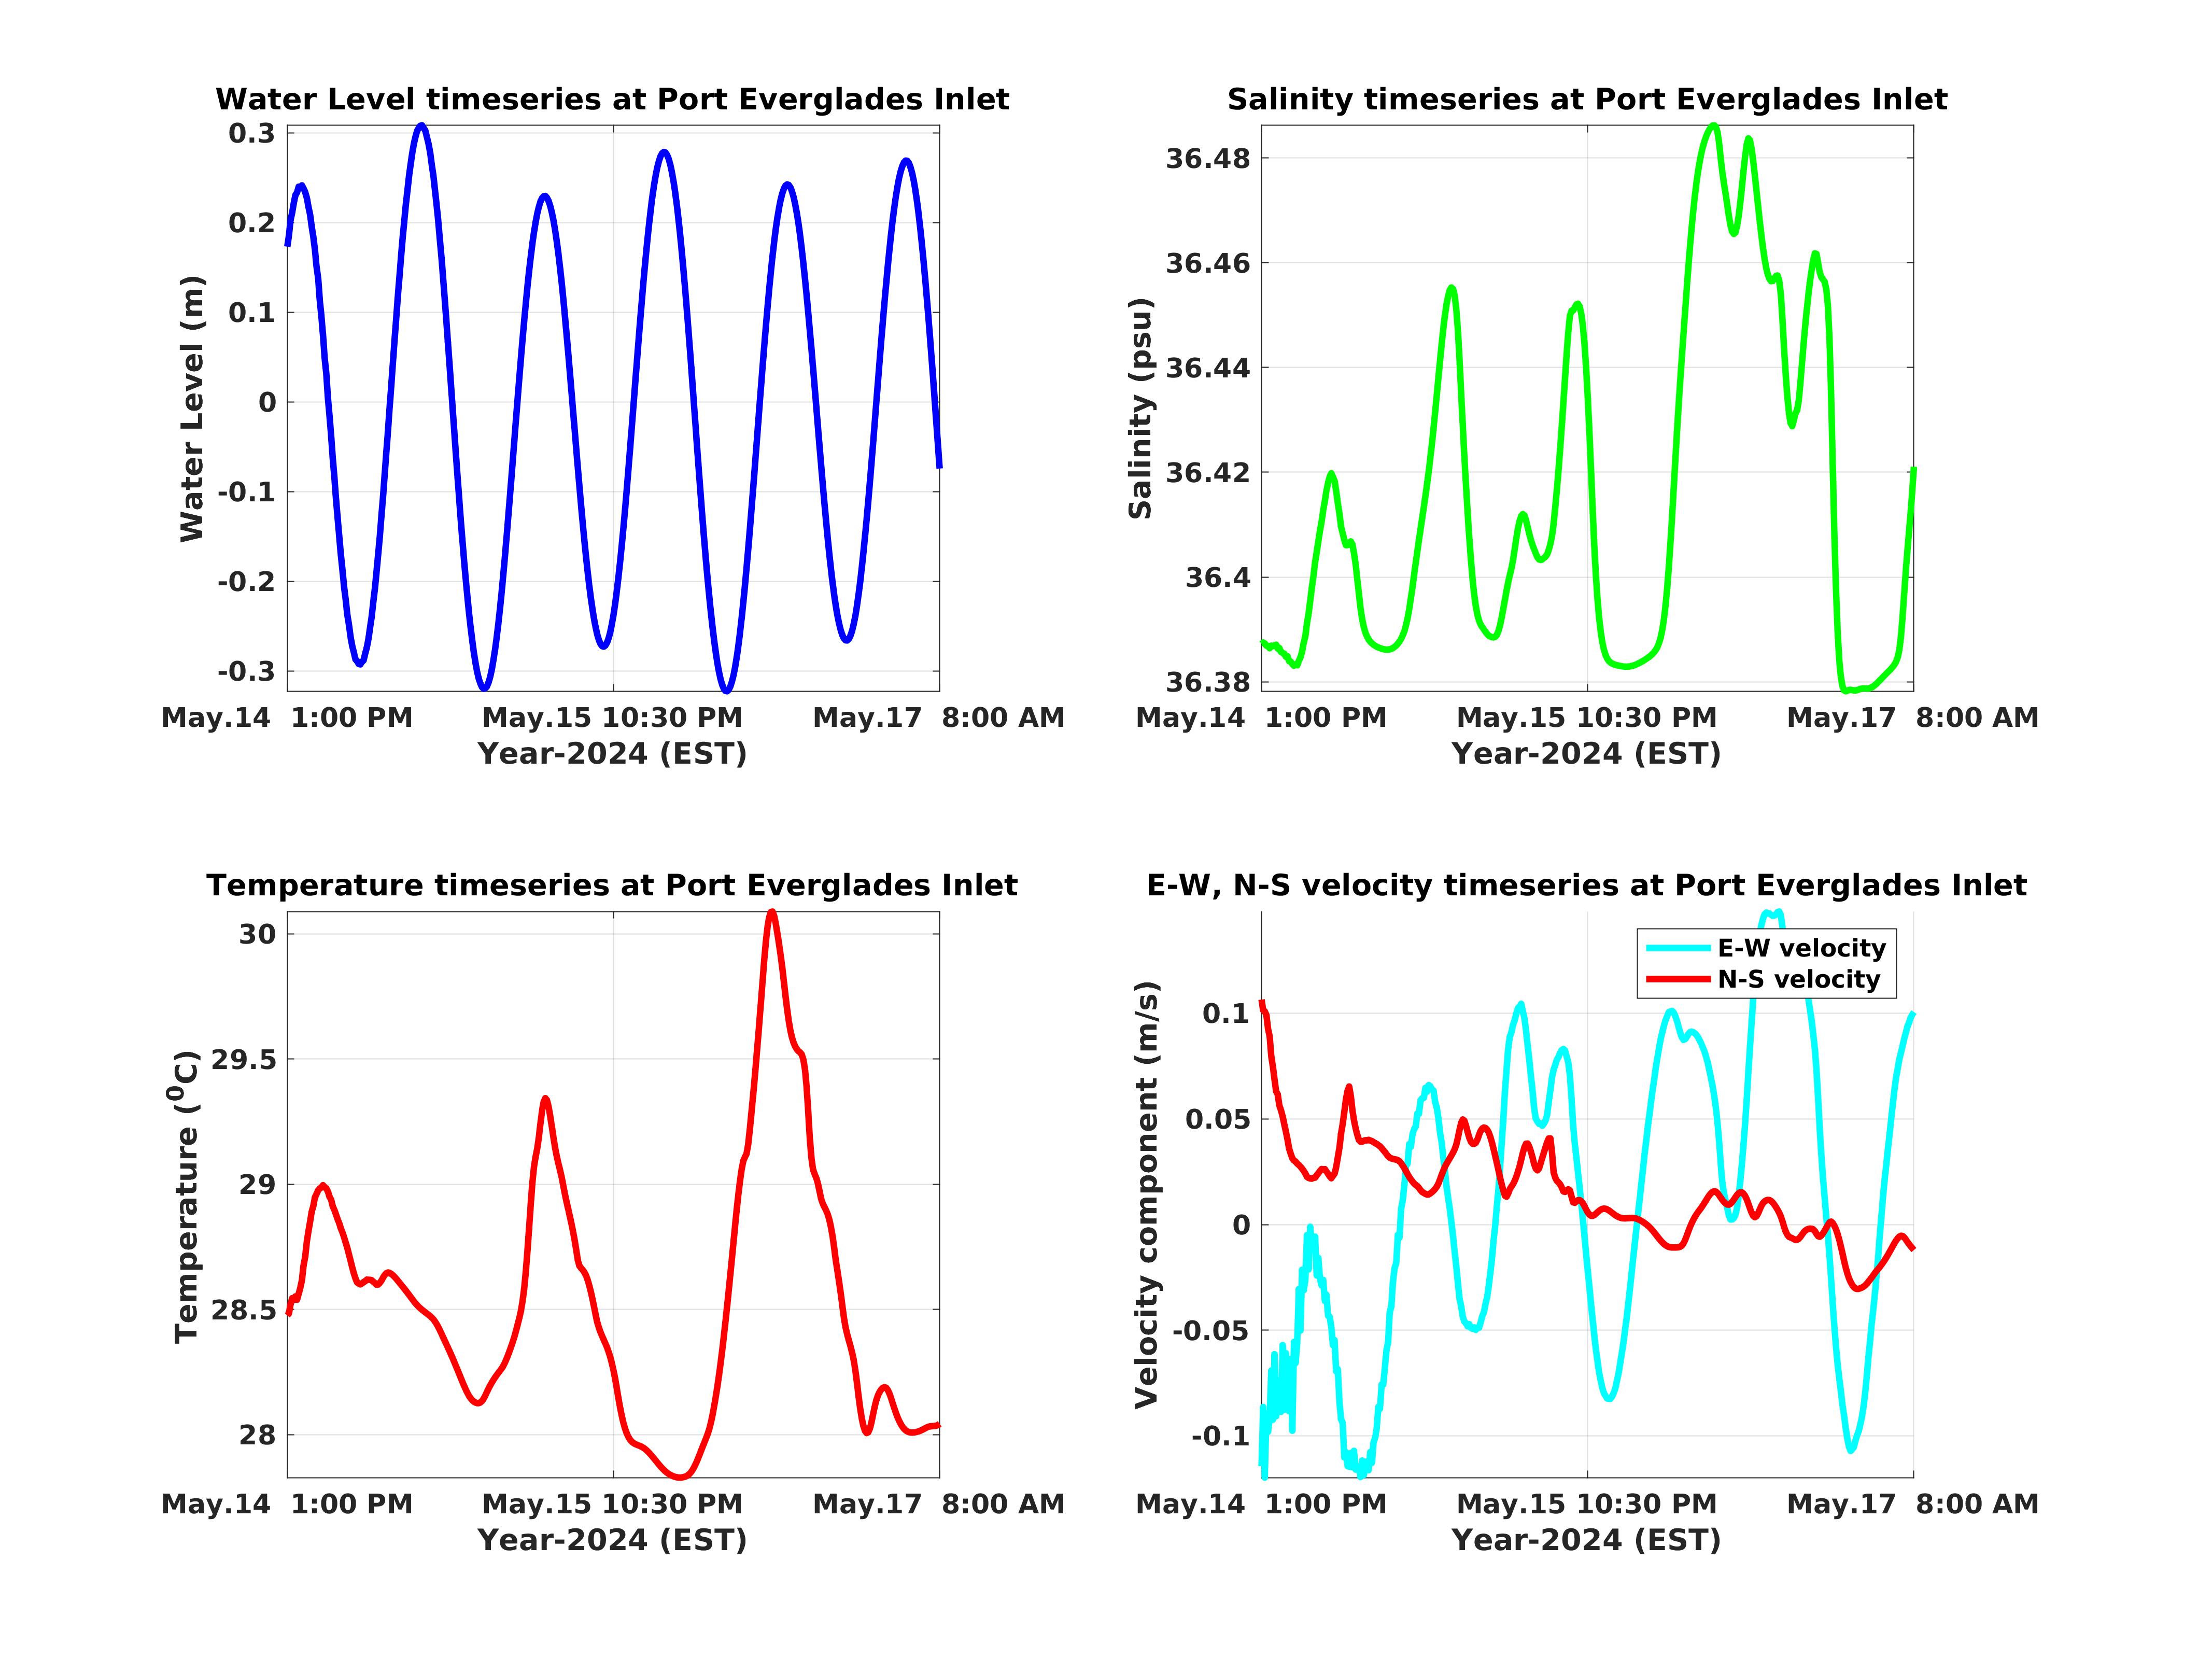 Water Level timeseries at Port Everglades Inlet
0.3
0.2
0.1
0
-0.1
-0.2
-0.3
Water Level (m)
May.14 1:00 PM
May.15 10:30 PM
May.17 8:00 AM
Year-2024 (EST)
Salinity timeseries at Port Everglades Inlet
36.48
36.46
36.44
36.42
36.4
36.38
Salinity (psu)
May.14 1:00 PM
May.15 10:30 PM
May.17 8:00 AM
Year-2024 (EST)
Temperature timeseries at Port Everglades Inlet
30
29.5
29
28.5
28
Temperature (⁰C)
May.14 1:00 PM
May.15 10:30 PM
May.17 8:00 AM
Year-2024 (EST)
E-W, N-S velocity timeseries at Port Everglades Inlet
E-W velocity
N-S velocity
0.1
0.05
0
-0.05
-0.1
Velocity component (m/s)
May.14 1:00 PM
May.15 10:30 PM
May.17 8:00 AM
Year-2024 (EST)